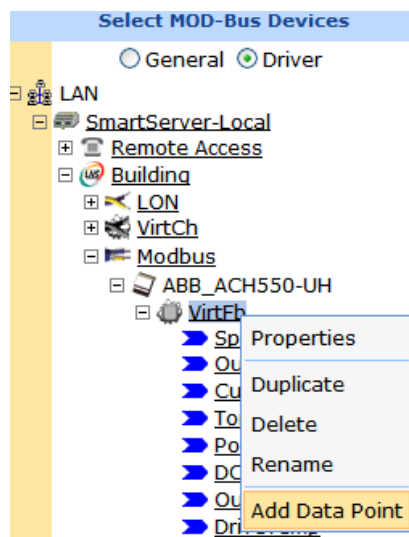 Select MOD-Bus Devices
General Driver
LAN
SmartServer-Local
Remote Access
Building
LON
VirtCh
Modbus
ABB_ACH550-UH
VirtFb
Properties
Duplicate
Delete
Rename
Add Data Point